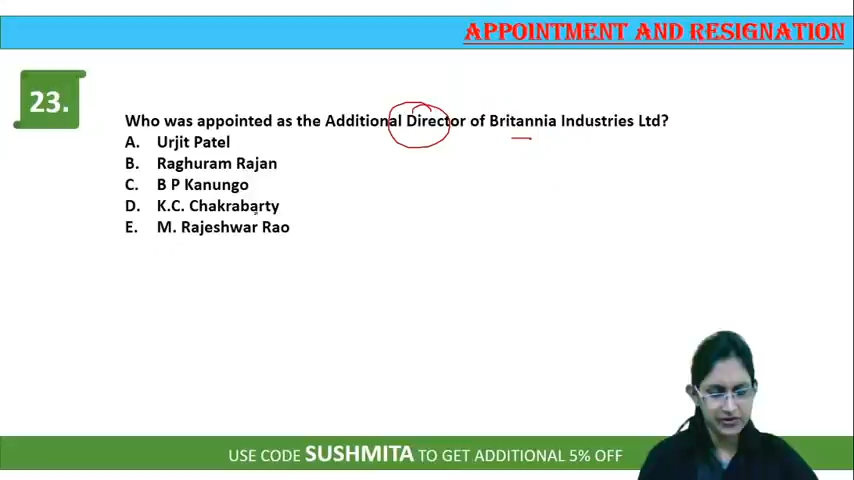 APPOINTMENT AND RESIGNATION
23.
Who was appointed as the Additional Director of Britannia Industries Ltd?
A. Urjit Patel
B. Raghuram Rajan
C. B P Kanungo
D. K.C. Chakrabarty
E. M. Rajeshwar Rao
USE CODE SUSHMITA TO GET ADDITIONAL 5% OFF